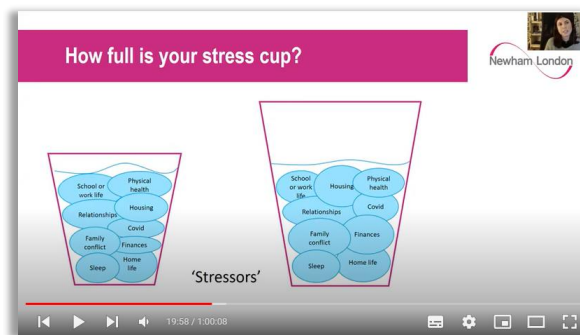 How full is your stress cup?
Newham London
School or
work life
Physical
health
Relationships
Housing
Covid
Family
conflict
Finances
Sleep
Home
life
School
or work
life
Housing
Physical
health
Relationships
Covid
Family
conflict
Finances
Sleep
Home life
'Stressors'
19:58 / 1:00:08